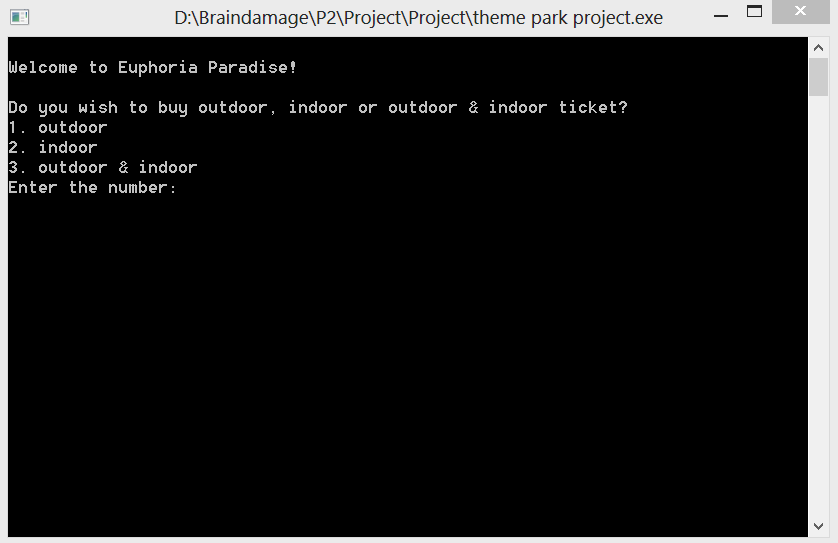 D:\Braindamage\P2\Project\Project\theme park project.exe
Welcome to Euphoria Paradise!
Do you wish to buy outdoor, indoor or outdoor & indoor ticket?
1. outdoor
2. indoor
3. outdoor & indoor
Enter the number: